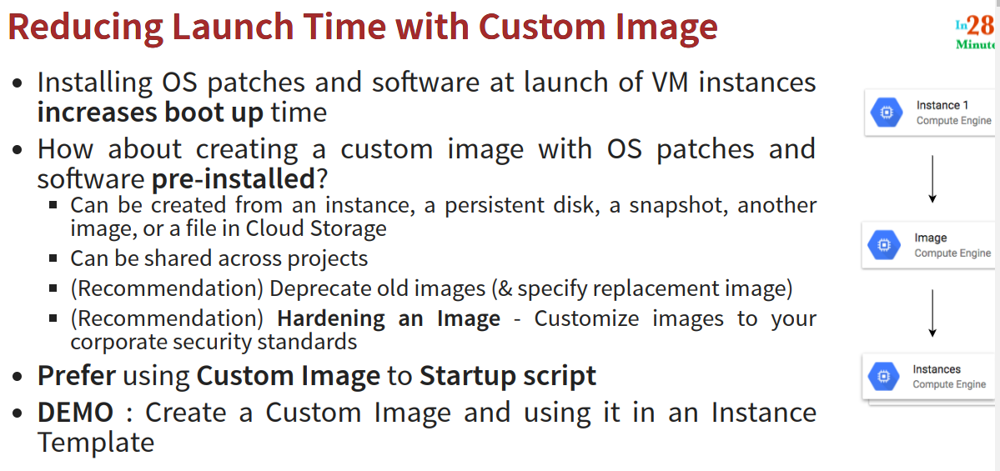 Reducing Launch Time with Custom Image
In28
Minute
• Installing OS patches and software at launch of VM instances
increases boot up time
• How about creating a custom image with OS patches and
software pre-installed?
▪ Can be created from an instance, a persistent disk, a snapshot, another
image, or a file in Cloud Storage
▪ Can be shared across projects
▪ (Recommendation) Deprecate old images (& specify replacement image)
▪ (Recommendation) Hardening an Image - Customize images to your
corporate security standards
• Prefer using Custom Image to Startup script
• DEMO : Create a Custom Image and using it in an Instance
Template
Instance 1
Compute Engine
Image
Compute Engine
Instances
Compute Engine